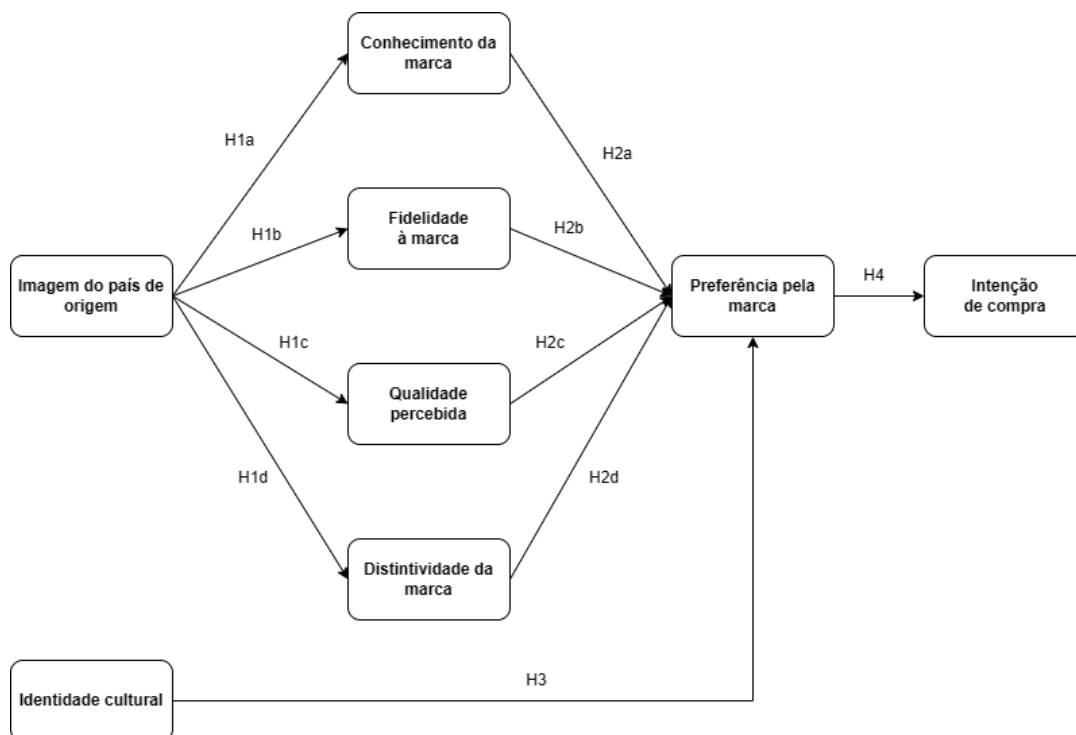 Conhecimento da
marca
H1a
H2a
Fidelidade
à marca
H1b
H2b
Imagem do país de
origem
Preferência pela
marca
H4
Intenção
de compra
H1c
H2c
Qualidade
percebida
H1d
H2d
Distintividade da
marca
Identidade cultural
H3